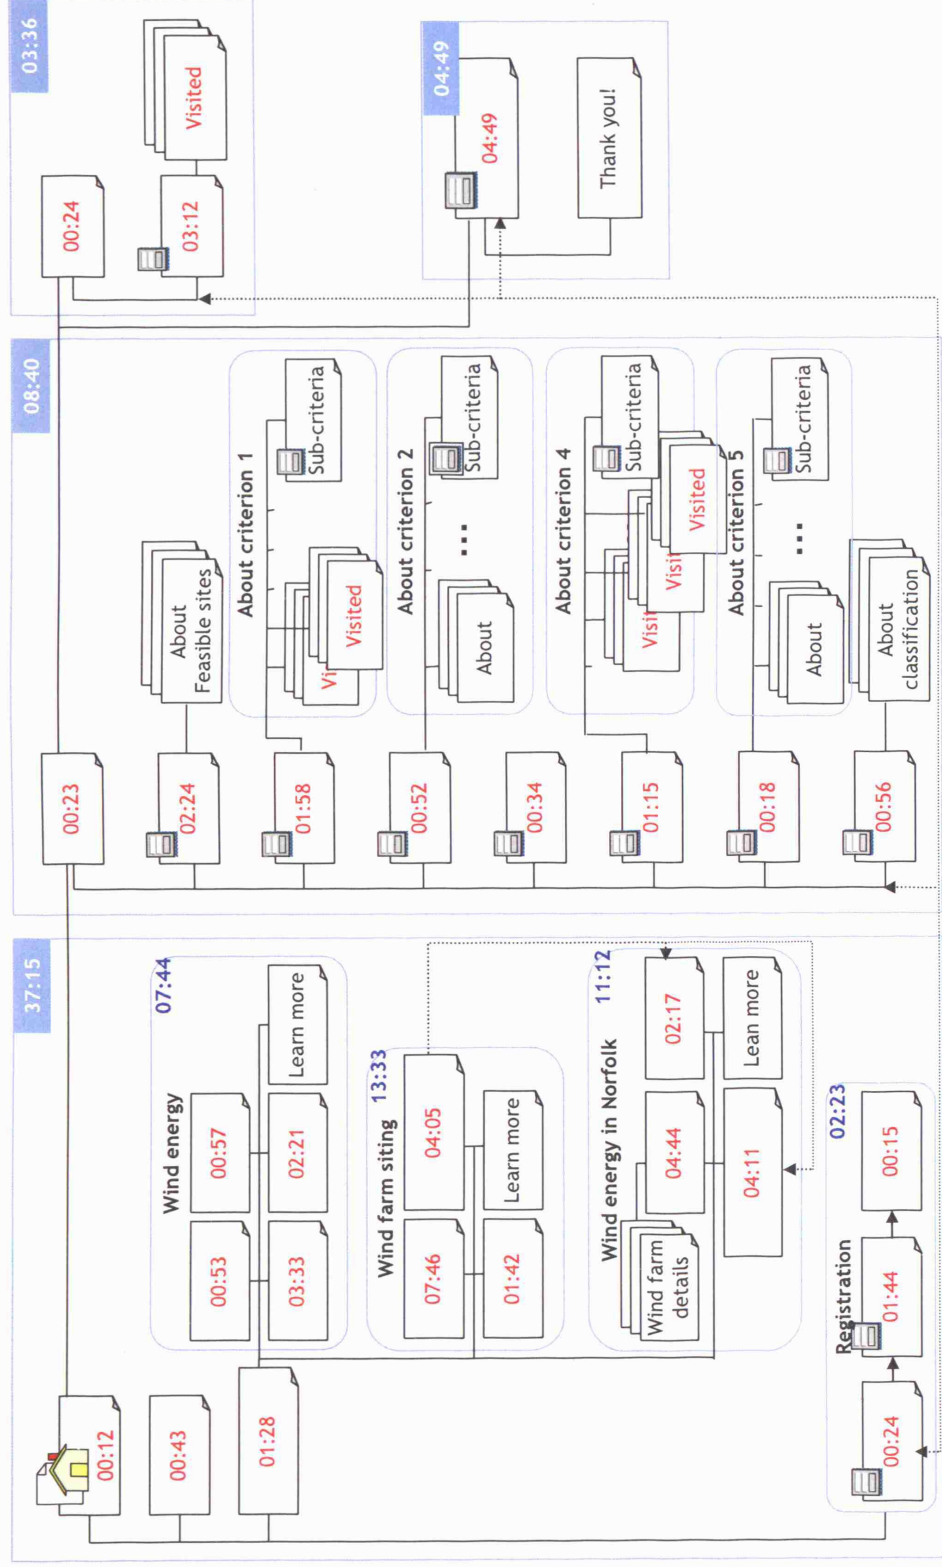 37:15
00:12
00:43
01:28
Wind energy
07:44
00:53
00:57
03:33
02:21
Learn more
Wind farm siting
13:33
07:46
04:05
01:42
Learn more
Wind energy in Norfolk
11:12
Wind farm
details
04:44
02:17
04:11
Lean more
Registration
02:23
00:24
01:44
00:15
08:40
00:23
02:24
About
Feasible sites
01:58
About criterion 1
Vi
Visited
Sub-criteria
00:52
About criterion 2
About
...
Sub-criteria
00:34
01:15
About criterion 4
Visi
Visi
Visited
Sub-criteria
00:18
About criterion 5
About
...
Sub-criteria
00:56
About
classification
03:36
00:24
03:12
Visited
04:49
04:49
Thank you!